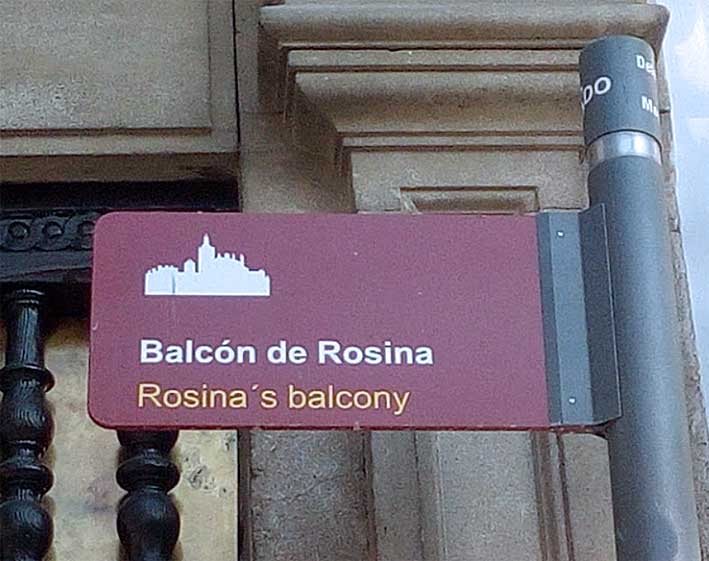 Balcón de Rosina
Rosina´s balcony